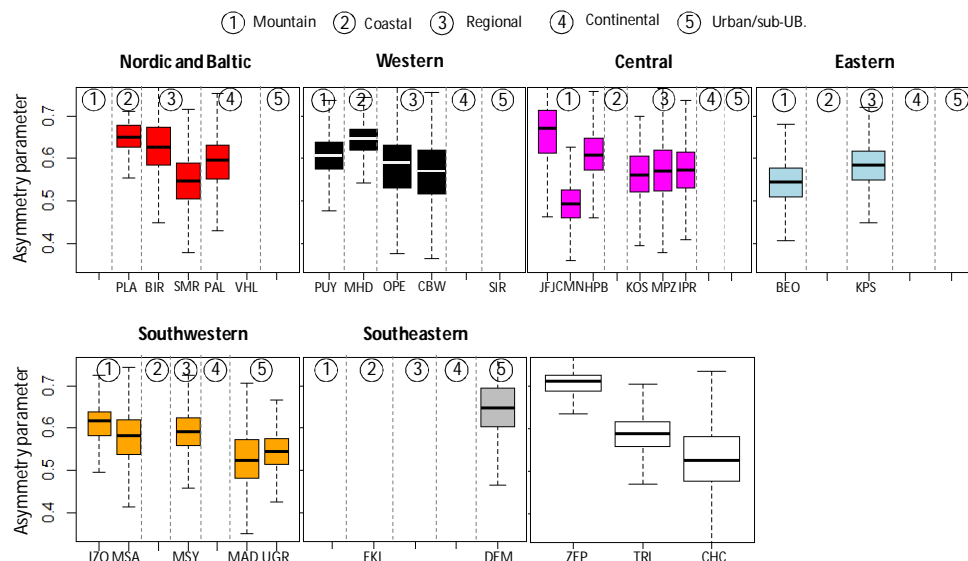 1 Mountain 2 Coastal 3 Regional 4 Continental 5 Urban/sub-UB.
Nordic and Baltic Western Central Eastern
1 2 3 4 5 1 2 3 4 5 1 2 3 4 5 1 2 3 4 5
Asymmetry parameter
0.7
0.6
0.5
0.4
PLA BIR SMR PAL VHL PUY MHD OPE CBW SIR JFJ CMN HPB KOS MPZ IPR BEO KPS
Southwestern Southeastern
1 2 3 4 5 1 2 3 4 5
Asymmetry parameter
0.7
0.6
0.5
0.4
IZO MSA MSY MAD UGR FKL DEM ZEP TRL CHC